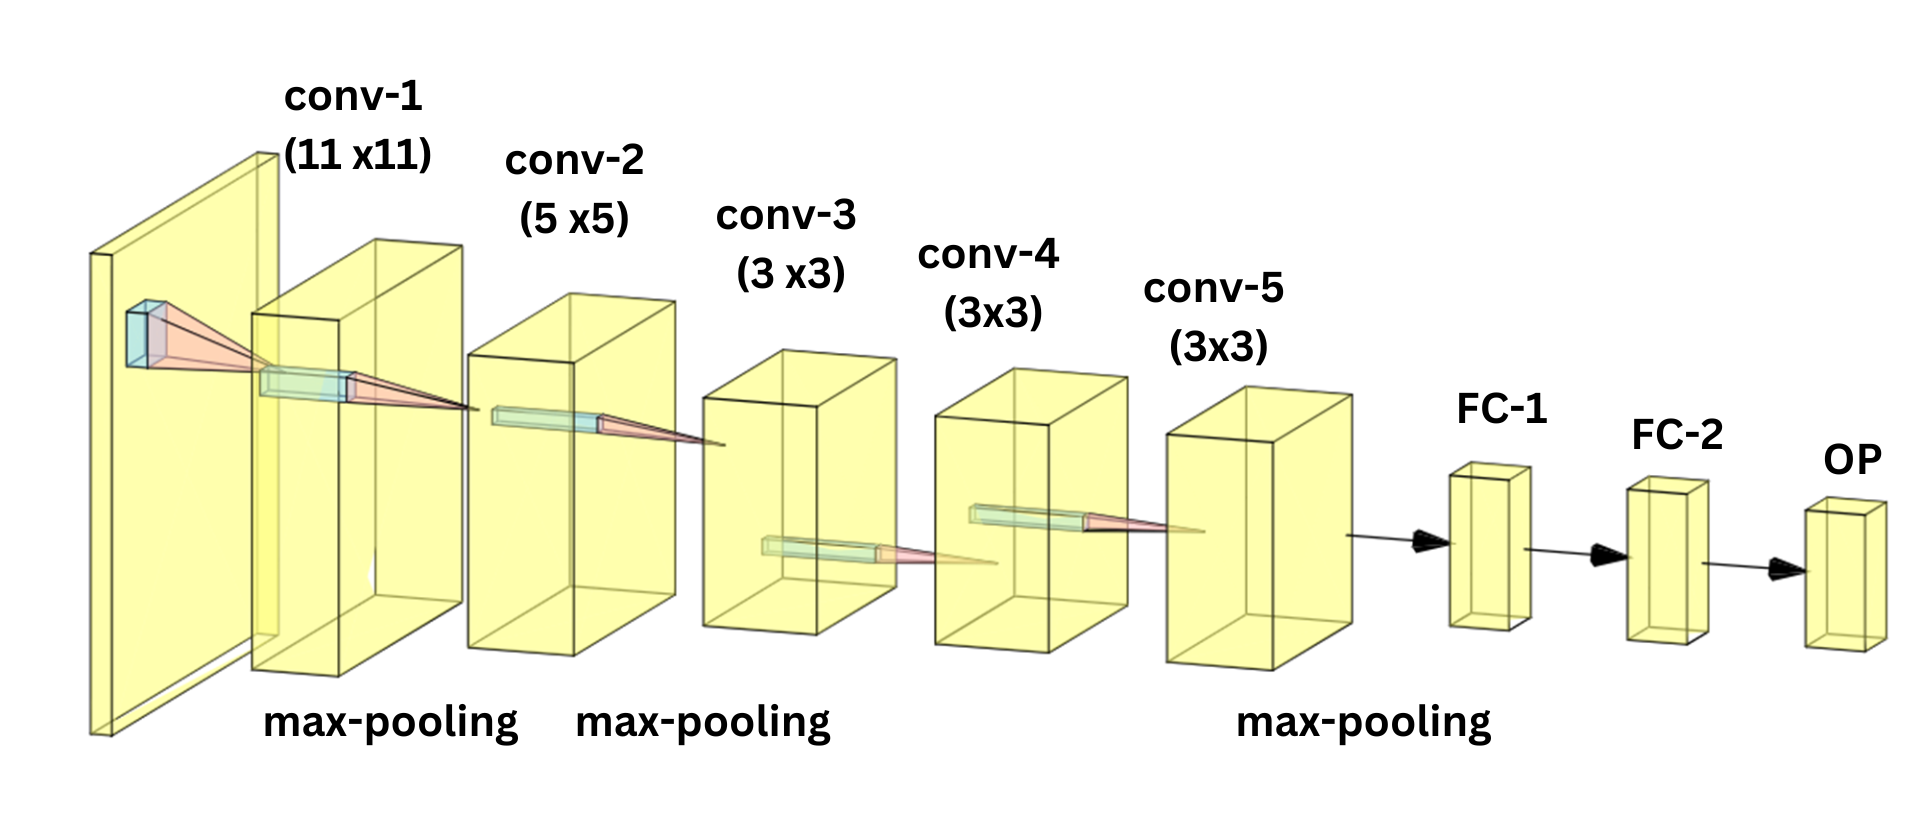 conv-1
(11 x11)
conv-2
(5 x5)
conv-3
(3 x3)
conv-4
(3x3)
conv-5
(3x3)
FC-1
FC-2
OP
max-pooling
max-pooling
max-pooling